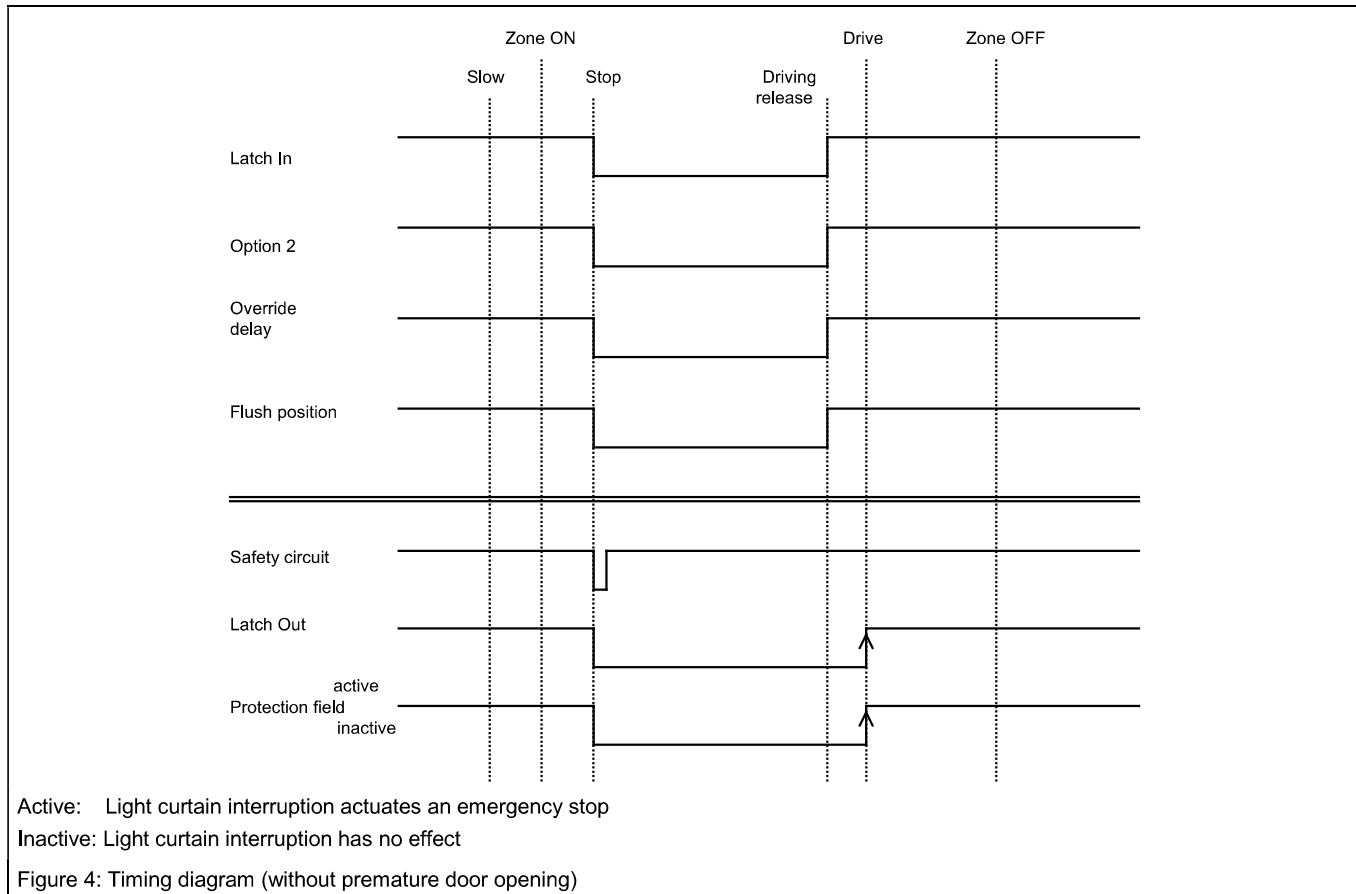 Zone ON
Drive
Zone OFF
Slow
Stop
Driving
release
Latch In
Option 2
Override
delay
Flush position
Safety circuit
Latch Out
active
Protection field
inactive
Active: Light curtain interruption actuates an emergency stop
Inactive: Light curtain interruption has no effect
Figure 4: Timing diagram (without premature door opening)